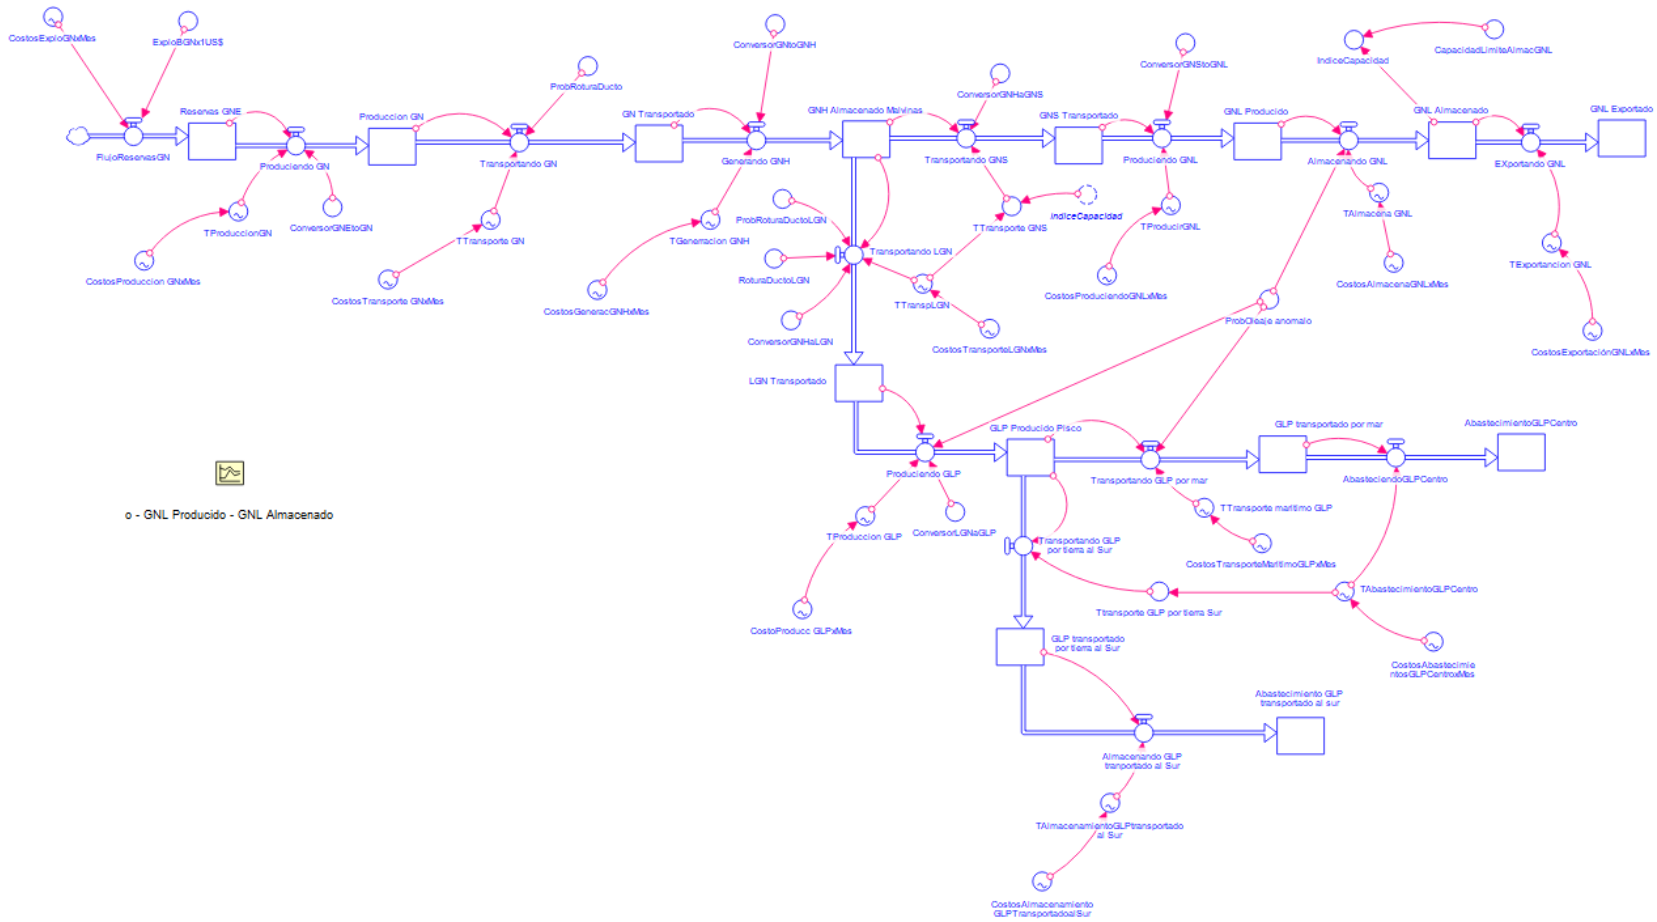 CostosExploGNxMes
ExploBGNx1US$
ConversorGNtoGNH
ConversorGNStoGNL
IndiceCapacidad
CapacidadLimiteAlmacGNL
ProbRoturaDucto
ConversorGNHaGNS
Reservas GNE
Produccion GN
GN Transportado
GNH Almacenado Malvinas
GNS Transportado
GNL Producido
GNL Almacenado
GNL Exportado
FlujoReservasGN
Produciendo GN
Transportando GN
Generando GNH
Transportando GNS
Produciendo GNL
Almacenando GNL
EXportando GNL
TProduccionGN
ConversorGNEtoGN
TTransporte GN
TGenerracion GNH
ProbRoturaDuctoLGN
TTransporte GNS
IndiceCapacidad
TProducirGNL
TAlmacena GNL
CostosProduccion GNxMes
CostosTransporte GNxMes
CostosGeneracGNHxMes
RoturaDuctoLGN
Transportando LGN
TTranspLGN
CostosProduciendoGNLxMes
CostosAlmacenaGNLxMes
TExportancion GNL
ConversorGNHaLGN
CostosTransporteLGNxMes
ProbOleaje anomalo
CostosExportaciónGNLxMes
LGN Transportado
GLP Producido Pisco
GLP transportado por mar
AbastecimientoGLPCentro
Produciendo GLP
Transportando GLP por mar
AbasteciendoGLPCentro
o - GNL Producido - GNL Almacenado
TProduccion GLP
ConversorLGNaGLP
TTransporte maritimo GLP
Transportando GLP
por tierra al Sur
CostosTransporteMaritimoGLPxMes
CostoProducc GLPxMes
Ttransporte GLP por tierra Sur
TAbastecimientoGLPCentro
GLP transportado
por tierra al Sur
CostosAbastecimie
ntosGLPCentroxMes
Abastecimiento GLP
transportado al sur
Almacenando GLP
tranportado al Sur
TAlmacenamientoGLPtransportado
al Sur
CostosAlmacenamiento
GLPTransportadoalSur